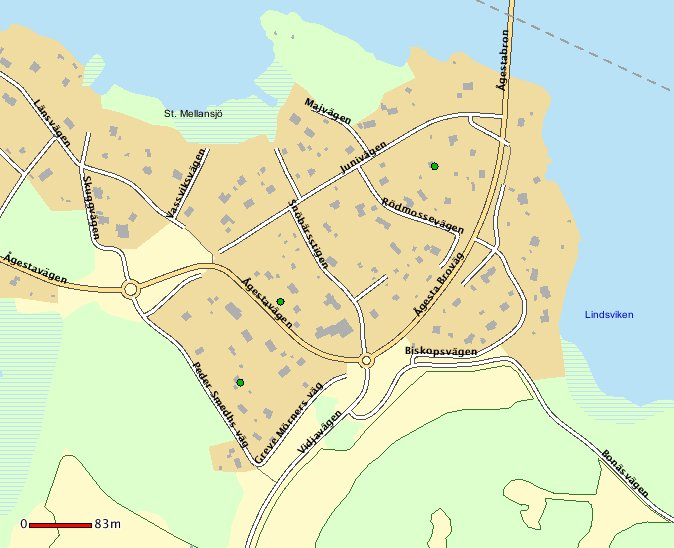 Ågestabron
Länsvägen
St. Mellansjö
Majvägen
Junivägen
Vassviksvägen
Skuggvägen
Snöbärsstigen
Rödmossevägen
Ågestavägen
Ågestavägen
Ågesta Broväg
Lindsviken
Biskopsvägen
Peder Smedhs väg
Greve Mörners väg
Vidjavägen
Bonäsvägen
0 83m